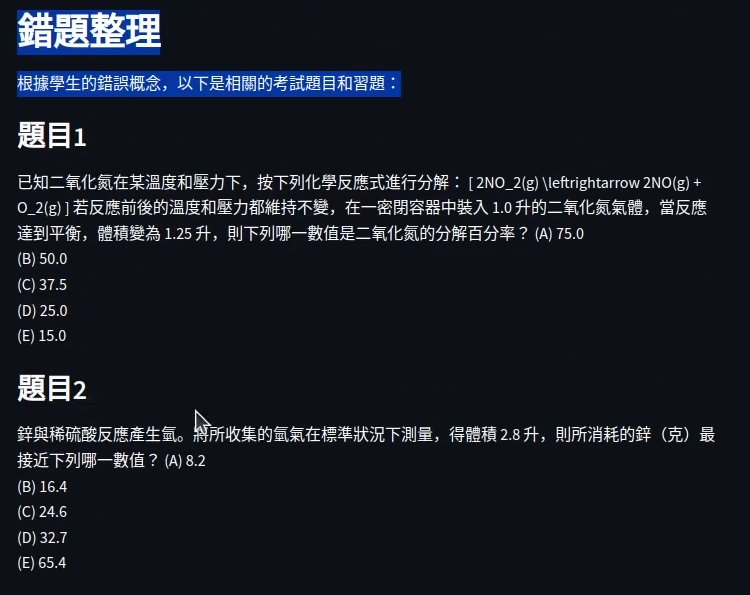 錯題整理
根據學生的錯誤概念，以下是相關的考試題目和習題：
題目1
已知二氧化氮在某溫度和壓力下，按下列化學反應式進行分解： [ 2NO_2(g) \leftrightarrow 2NO(g) +
O_2(g) ] 若反應前後的溫度和壓力都維持不變，在一密閉容器中裝入 1.0 升的二氧化氮氣體，當反應
達到平衡，體積變為 1.25 升，則下列哪一數值是二氧化氮的分解百分率？ (A) 75.0
(B) 50.0
(C) 37.5
(D) 25.0
(E) 15.0
題目2
鋅與稀硫酸反應產生氫。將所收集的氫氣在標準狀況下測量，得體積 2.8 升，則所消耗的鋅（克）最
接近下列哪一數值？ (A) 8.2
(B) 16.4
(C) 24.6
(D) 32.7
(E) 65.4